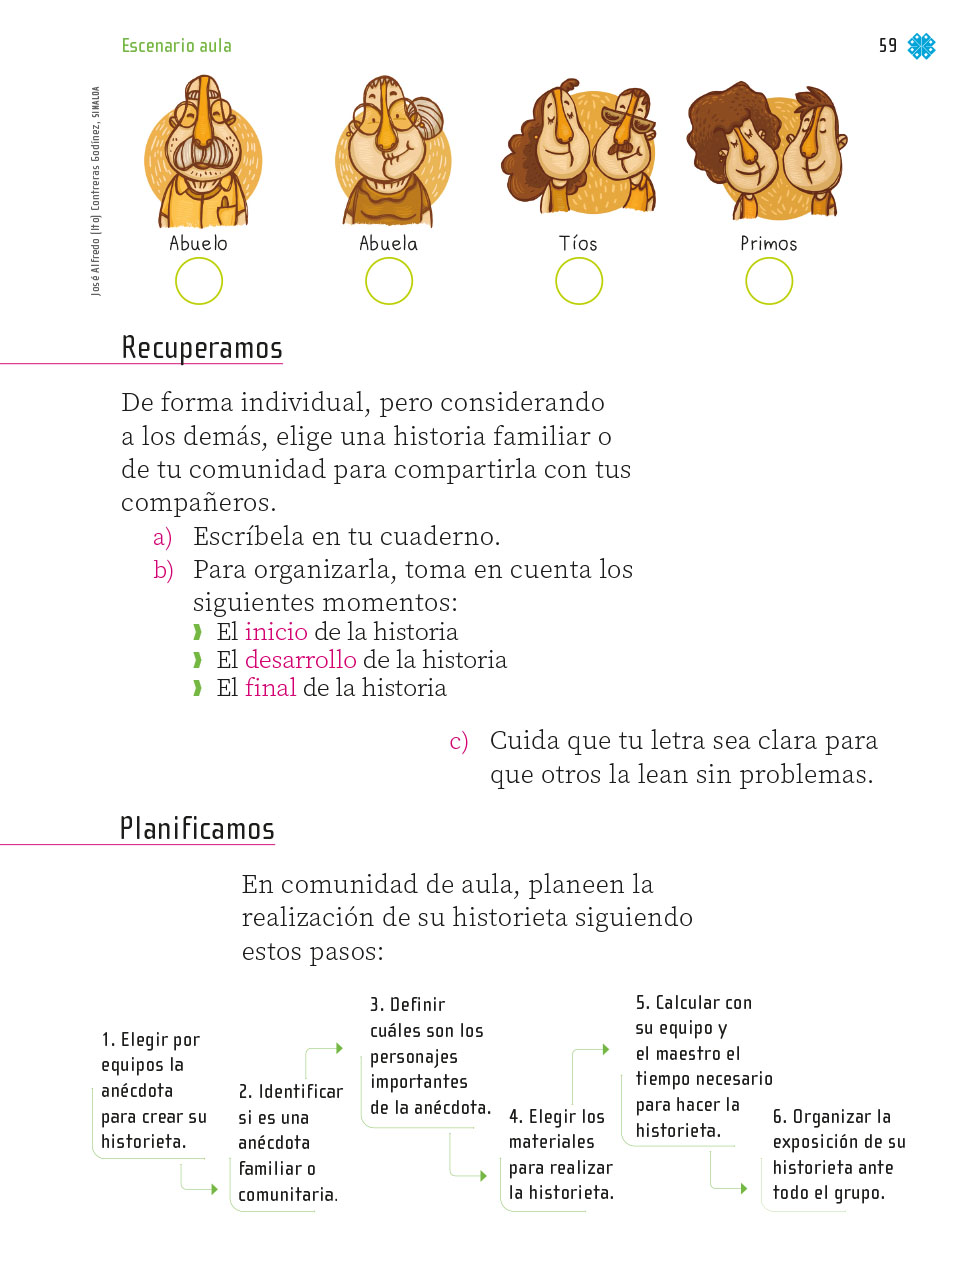 Escenario aula
59
José Alfredo (Ito) Contreras Godínez, SINALOA
Abuelo
Abuela
Tíos
Primos
Recuperamos
De forma individual, pero considerando
a los demás, elige una historia familiar o
de tu comunidad para compartirla con tus
compañeros.
a) Escríbela en tu cuaderno.
b) Para organizarla, toma en cuenta los
siguientes momentos:
El inicio de la historia
El desarrollo de la historia
El final de la historia
c) Cuida que tu letra sea clara para
que otros la lean sin problemas.
Planificamos
En comunidad de aula, planeen la
realización de su historieta siguiendo
estos pasos:
1. Elegir por
equipos la
anécdota
para crear su
historieta.
2. Identificar
si es una
anécdota
familiar o
comunitaria.
3. Definir
cuáles son los
personajes
importantes
de la anécdota.
4. Elegir los
materiales
para realizar
la historieta.
5. Calcular con
su equipo y
el maestro el
tiempo necesario
para hacer la
historieta.
6. Organizar la
exposición de su
historieta ante
todo el grupo.